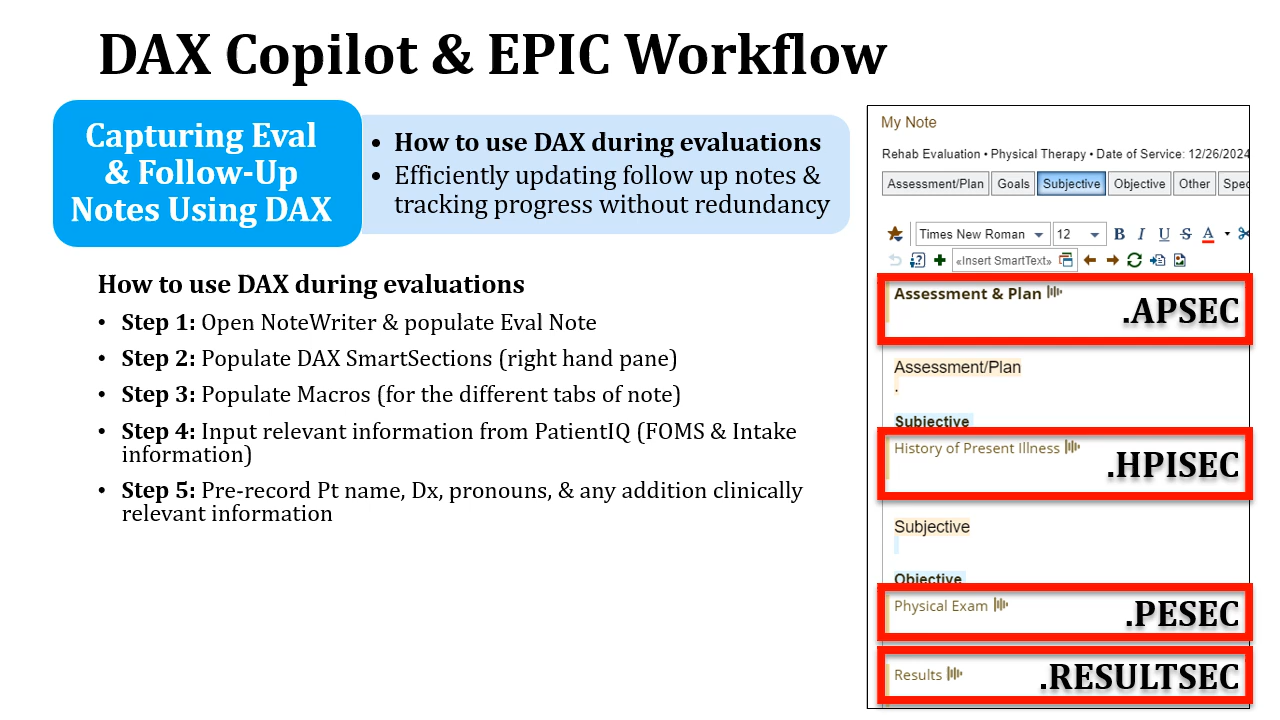 DAX Copilot & EPIC Workflow
Capturing Eval
& Follow-Up
Notes Using DAX
• How to use DAX during evaluations
• Efficiently updating follow up notes &
tracking progress without redundancy
How to use DAX during evaluations
• Step 1: Open NoteWriter & populate Eval Note
• Step 2: Populate DAX SmartSections (right hand pane)
• Step 3: Populate Macros (for the different tabs of note)
• Step 4: Input relevant information from PatientIQ (FOMS & Intake
information)
• Step 5: Pre-record Pt name, Dx, pronouns, & any addition clinically
relevant information
My Note
Rehab Evaluation • Physical Therapy • Date of Service: 12/26/2024
Assessment/Plan Goals Subjective Objective Other Spec
Times New Roman 12 B I U S A
«Insert SmartText»
Assessment & Plan .APSEC
Assessment/Plan
.
Subjective
History of Present Illness .HPISEC
Subjective
Objective
Physical Exam .PESEC
Results .RESULTSEC